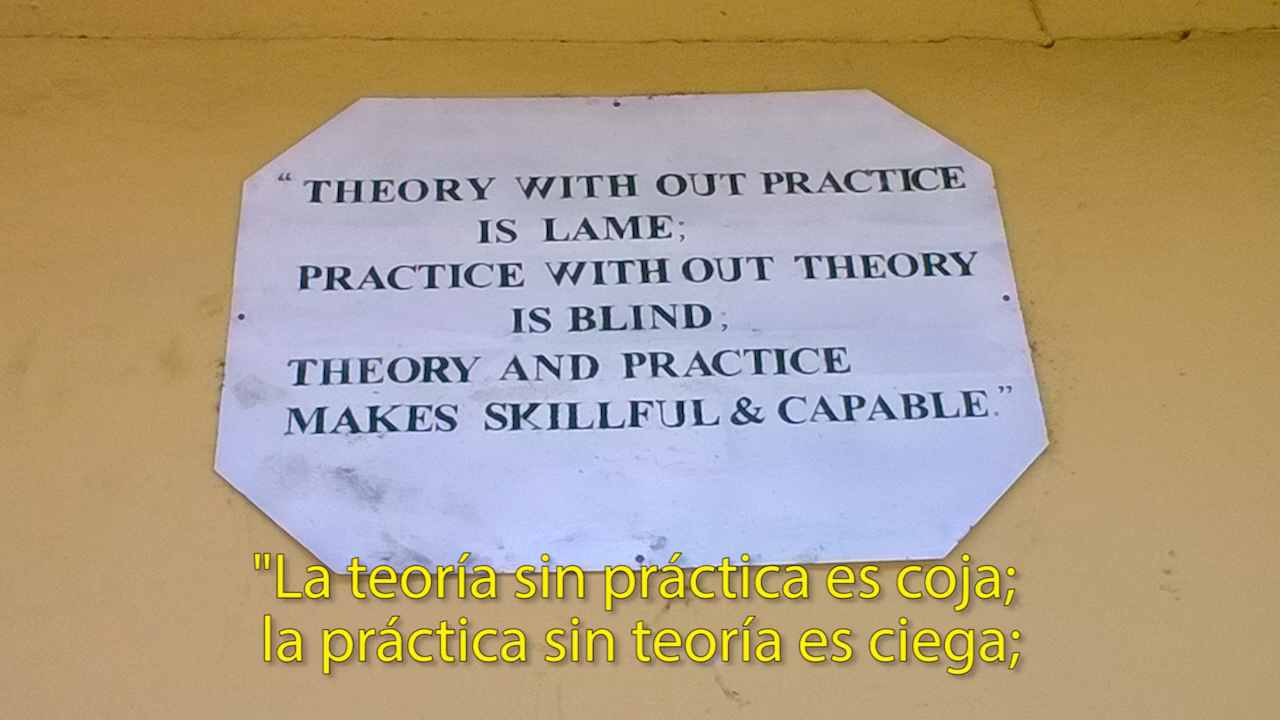 “ THEORY WITH OUT PRACTICE
IS LAME;
PRACTICE WITH OUT THEORY
IS BLIND;
THEORY AND PRACTICE
MAKES SKILLFUL & CAPABLE.”
"La teoría sin práctica es coja;
la práctica sin teoría es ciega;